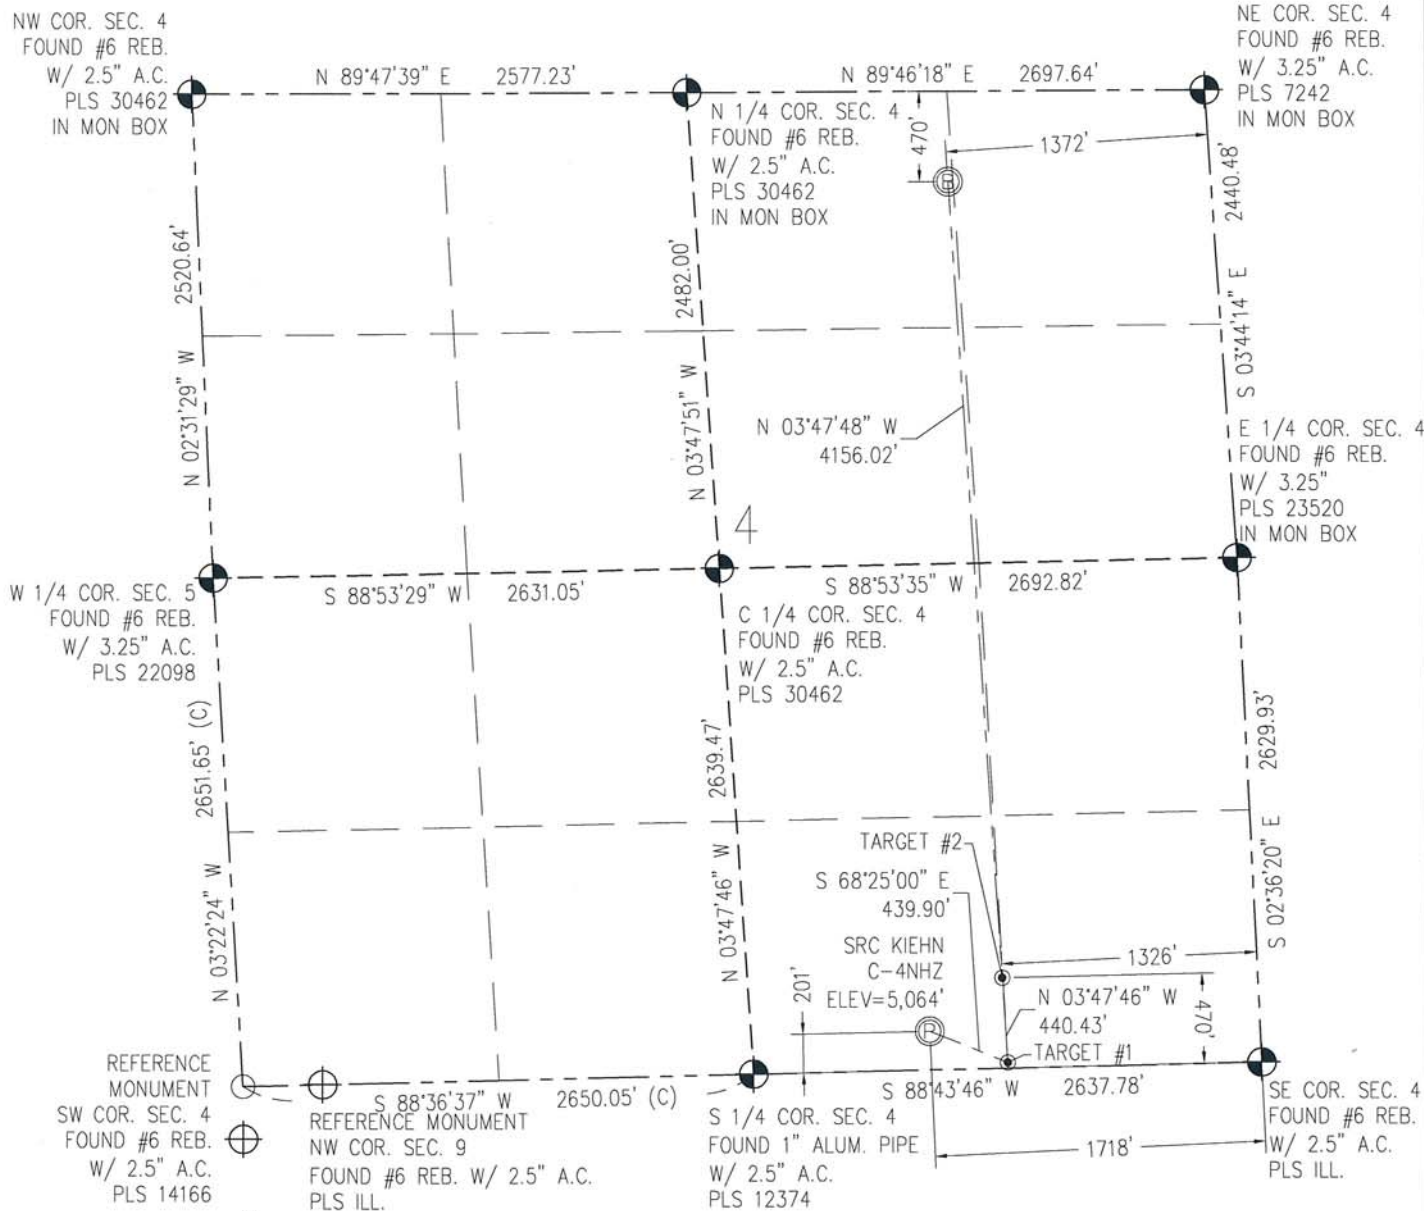 NW COR. SEC. 4
FOUND #6 REB.
W/ 2.5" A.C.
PLS 30462
IN MON BOX
N 89°47'39" E 2577.23'
N 89°46'18" E 2697.64'
NE COR. SEC. 4
FOUND #6 REB.
W/ 3.25" A.C.
PLS 7242
IN MON BOX
N 1/4 COR. SEC. 4
FOUND #6 REB.
W/ 2.5" A.C.
PLS 30462
IN MON BOX
470'
1372'
B
2440.48'
S 03°44'14" E
2520.64'
N 02°31'29" W
2482.00'
N 03°47'51" W
N 03°47'48" W
4156.02'
E 1/4 COR. SEC. 4
FOUND #6 REB.
W/ 3.25"
PLS 23520
IN MON BOX
4
W 1/4 COR. SEC. 5
FOUND #6 REB.
W/ 3.25" A.C.
PLS 22098
S 88°53'29" W 2631.05'
S 88°53'35" W 2692.82'
C 1/4 COR. SEC. 4
FOUND #6 REB.
W/ 2.5" A.C.
PLS 30462
2651.65' (C)
N 03°22'24" W
2639.47'
N 03°47'46" W
2629.93'
S 02°36'20" E
TARGET #2
S 68°25'00" E
439.90'
SRC KIEHN
C-4NHZ
ELEV=5,064'
201'
P
1326'
N 03°47'46" W
440.43'
470'
TARGET #1
REFERENCE
MONUMENT
SW COR. SEC. 4
FOUND #6 REB.
W/ 2.5" A.C.
PLS 14166
S 88°36'37" W 2650.05' (C)
REFERENCE MONUMENT
NW COR. SEC. 9
FOUND #6 REB. W/ 2.5" A.C.
PLS ILL.
S 88°43'46" W 2637.78'
S 1/4 COR. SEC. 4
FOUND 1" ALUM. PIPE
W/ 2.5" A.C.
PLS 12374
1718'
SE COR. SEC. 4
FOUND #6 REB.
W/ 2.5" A.C.
PLS ILL.